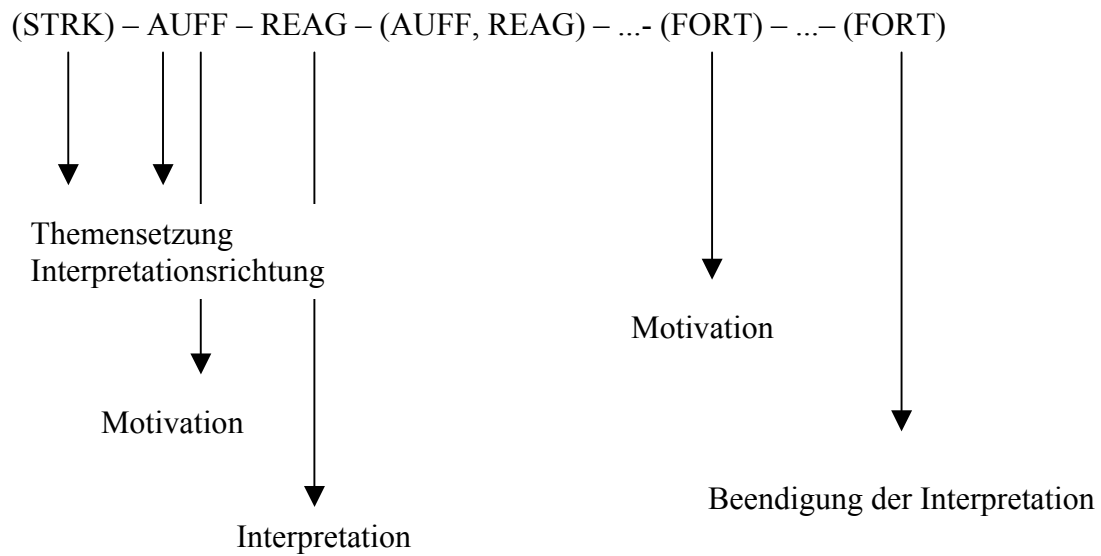 (STRK) – AUFF – REAG – (AUFF, REAG) – ...- (FORT) – ...– (FORT)
Themensetzung
Interpretationsrichtung
Motivation
Motivation
Beendigung der Interpretation
Interpretation